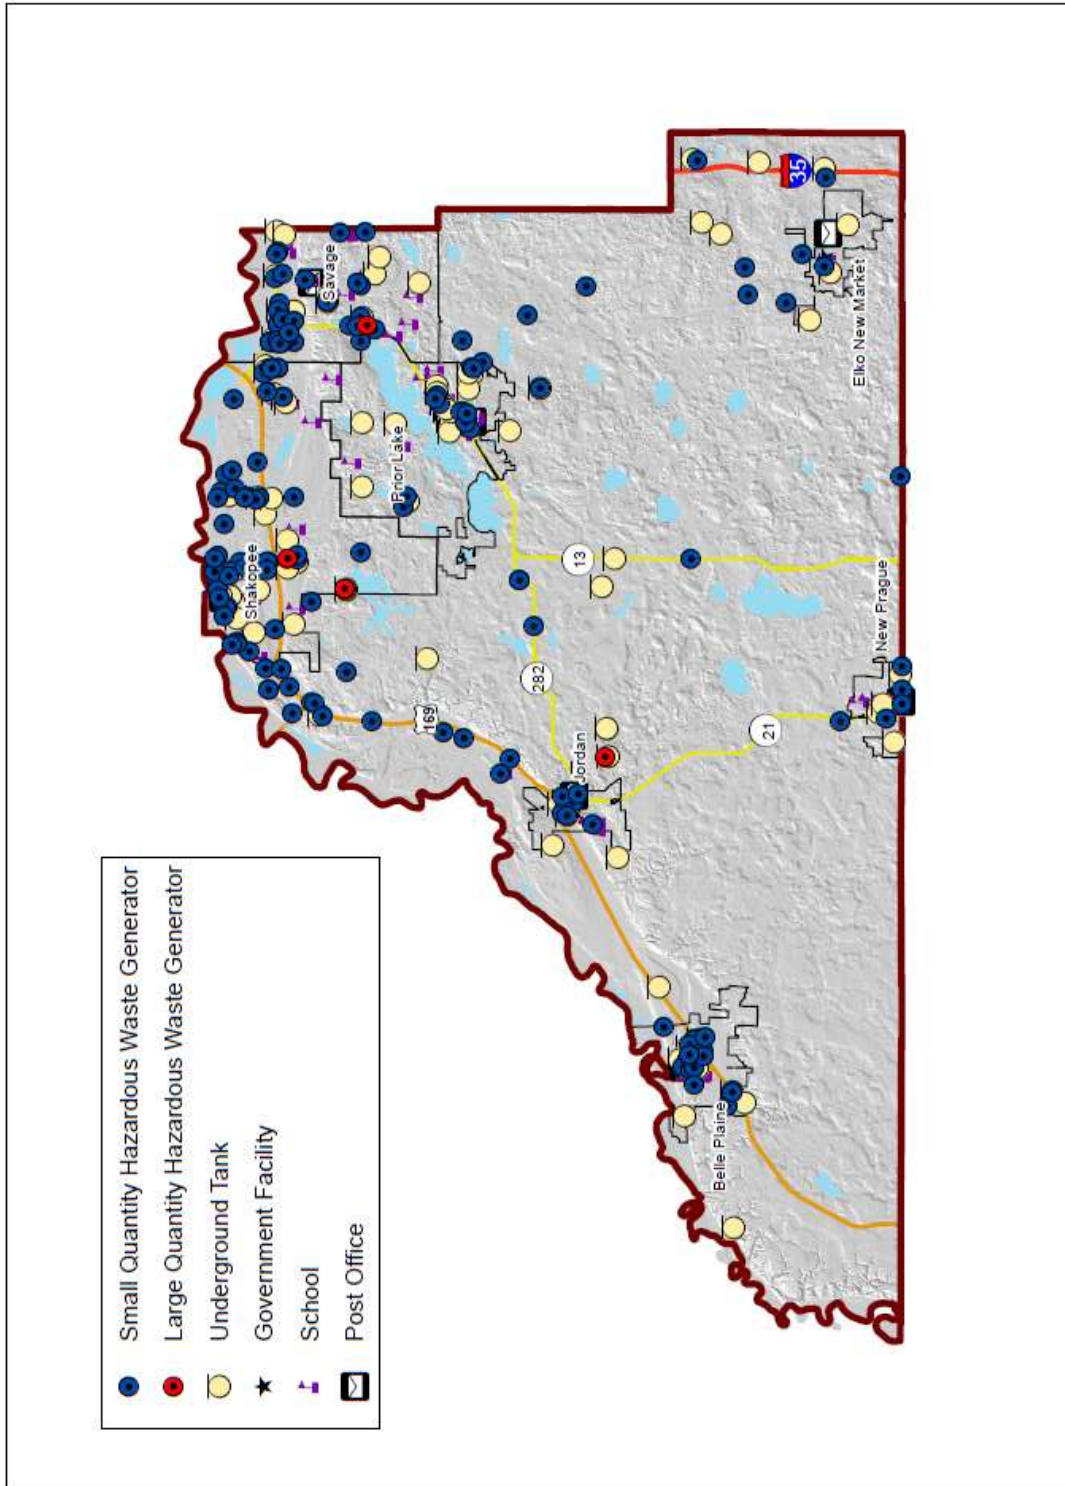 Small Quantity Hazardous Waste Generator
Large Quantity Hazardous Waste Generator
Underground Tank
Government Facility
School
Post Office
Shakopee
Savage
Prior Lake
169
282
13
Jordan
21
35
Elko New Market
Belle Plaine
New Prague